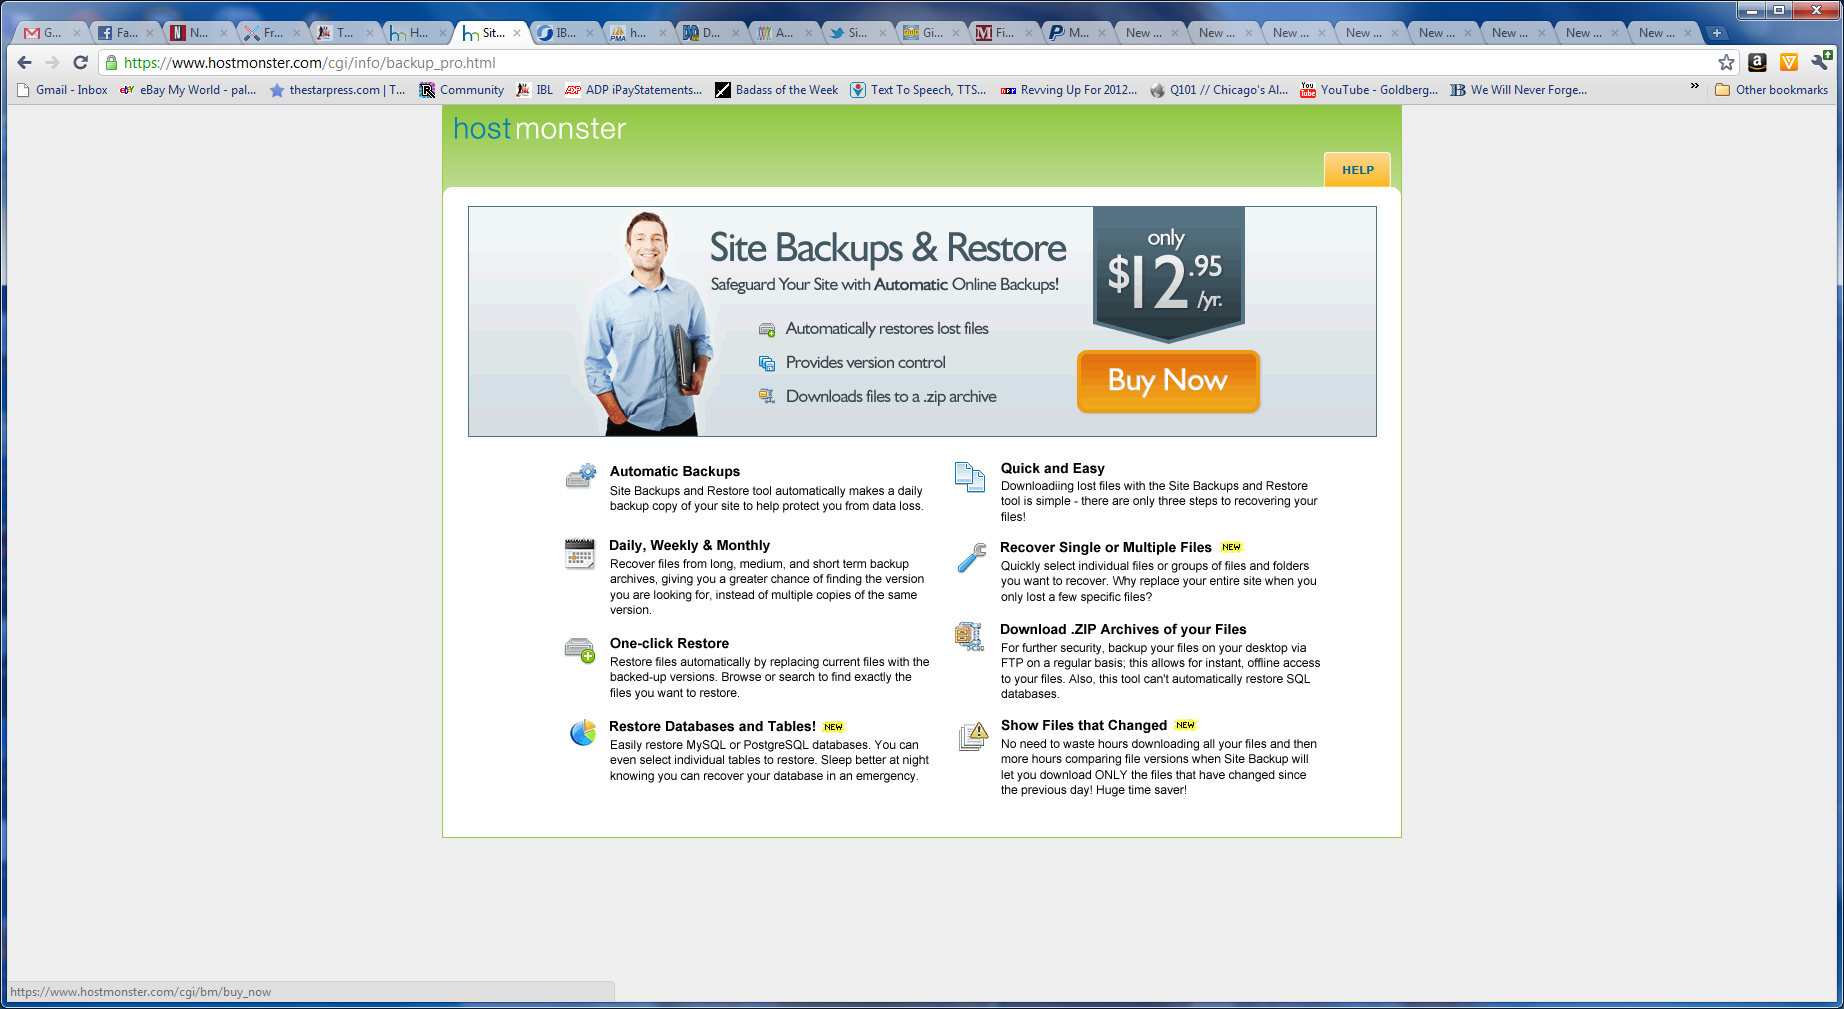 G...
Fa...
N...
Fr...
T...
H...
Sit...
IB...
h...
D...
A...
Si...
Gi...
Fi...
M...
New ...
New ...
New ...
New ...
New ...
New ...
New ...
New ...
https://www.hostmonster.com/cgi/info/backup_pro.html
Gmail - Inbox
eBay My World - pal...
thestarpress.com | T...
Community
IBL
ADP iPayStatements...
Badass of the Week
Text To Speech, TTS...
Revving Up For 2012...
Q101 // Chicago's Al...
YouTube - Goldberg...
We Will Never Forge...
»
Other bookmarks
hostmonster
HELP
Site Backups & Restore
Safeguard Your Site with Automatic Online Backups!
Automatically restores lost files
Provides version control
Downloads files to a .zip archive
only
$12.95
/yr.
Buy Now
Automatic Backups
Site Backups and Restore tool automatically makes a daily
backup copy of your site to help protect you from data loss.
Daily, Weekly & Monthly
Recover files from long, medium, and short term backup
archives, giving you a greater chance of finding the version
you are looking for, instead of multiple copies of the same
version.
One-click Restore
Restore files automatically by replacing current files with the
backed-up versions. Browse or search to find exactly the
files you want to restore.
Restore Databases and Tables! NEW
Easily restore MySQL or PostgreSQL databases. You can
even select individual tables to restore. Sleep better at night
knowing you can recover your database in an emergency.
Quick and Easy
Downloadiing lost files with the Site Backups and Restore
tool is simple - there are only three steps to recovering your
files!
Recover Single or Multiple Files NEW
Quickly select individual files or groups of files and folders
you want to recover. Why replace your entire site when you
only lost a few specific files?
Download .ZIP Archives of your Files
For further security, backup your files on your desktop via
FTP on a regular basis; this allows for instant, offline access
to your files. Also, this tool can't automatically restore SQL
databases.
Show Files that Changed NEW
No need to waste hours downloading all your files and then
more hours comparing file versions when Site Backup will
let you download ONLY the files that have changed since
the previous day! Huge time saver!
https://www.hostmonster.com/cgi/bm/buy_now